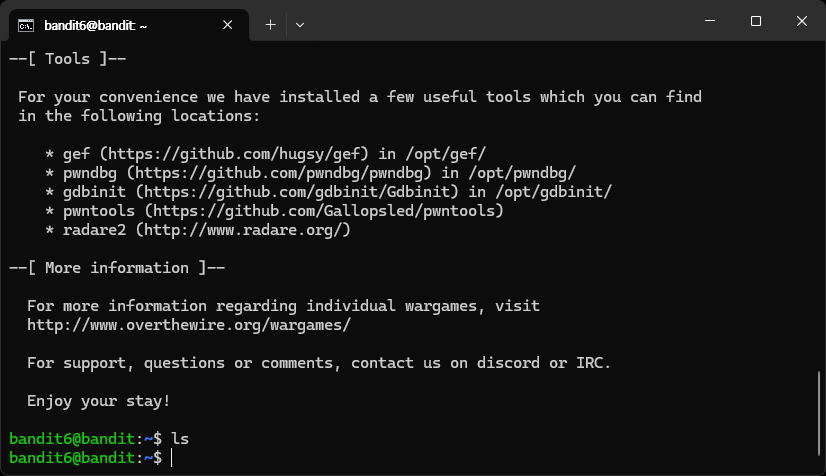 bandit6@bandit: ~
--[ Tools ]--
For your convenience we have installed a few useful tools which you can find
in the following locations:
* gef (https://github.com/hugsy/gef) in /opt/gef/
* pwndbg (https://github.com/pwndbg/pwndbg) in /opt/pwndbg/
* gdbinit (https://github.com/gdbinit/Gdbinit) in /opt/gdbinit/
* pwntools (https://github.com/Gallopsled/pwntools)
* radare2 (http://www.radare.org/)
--[ More information ]--
For more information regarding individual wargames, visit
http://www.overthewire.org/wargames/
For support, questions or comments, contact us on discord or IRC.
Enjoy your stay!
bandit6@bandit:~$ ls
bandit6@bandit:~$